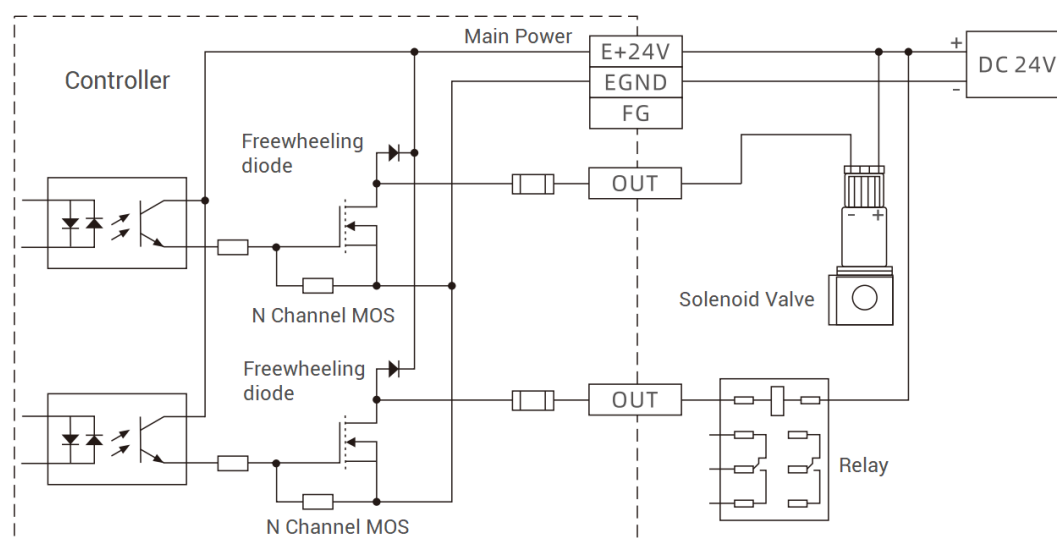 Main Power
E+24V
+
DC 24V
Controller
EGND
-
FG
Freewheeling
diode
OUT
- +
Solenoid Valve
N Channel MOS
Freewheeling
diode
OUT
Relay
N Channel MOS